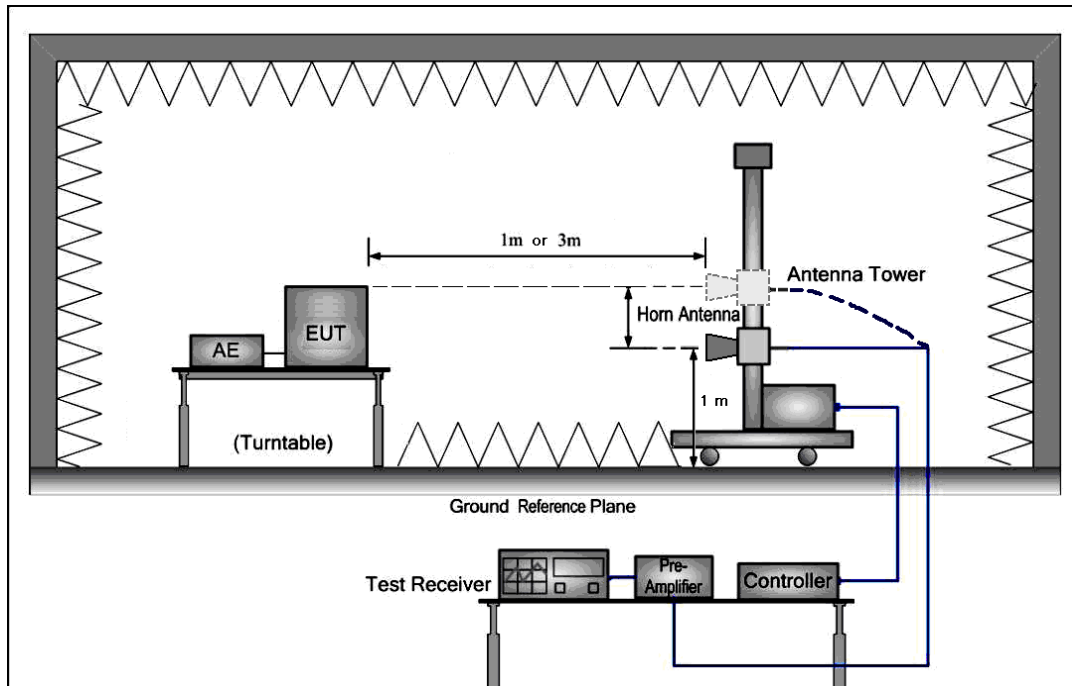 1m or 3m
Antenna Tower
Horn Antenna
EUT
AE
1 m
(Turntable)
Ground Reference Plane
Test Receiver
Pre-
Amplifier
Controller